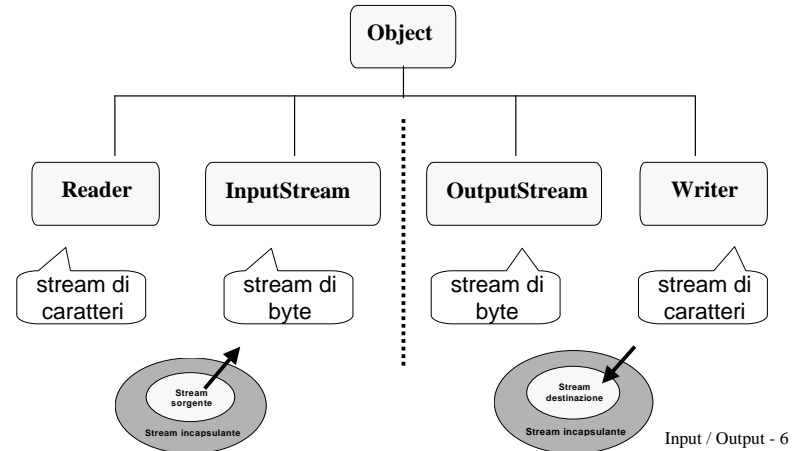 Object
Reader
InputStream
OutputStream
Writer
stream di
caratteri
stream di
byte
stream di
byte
stream di
caratteri
Stream
sorgente
Stream incapsulante
Stream
destinazione
Stream incapsulante
Input / Output - 6